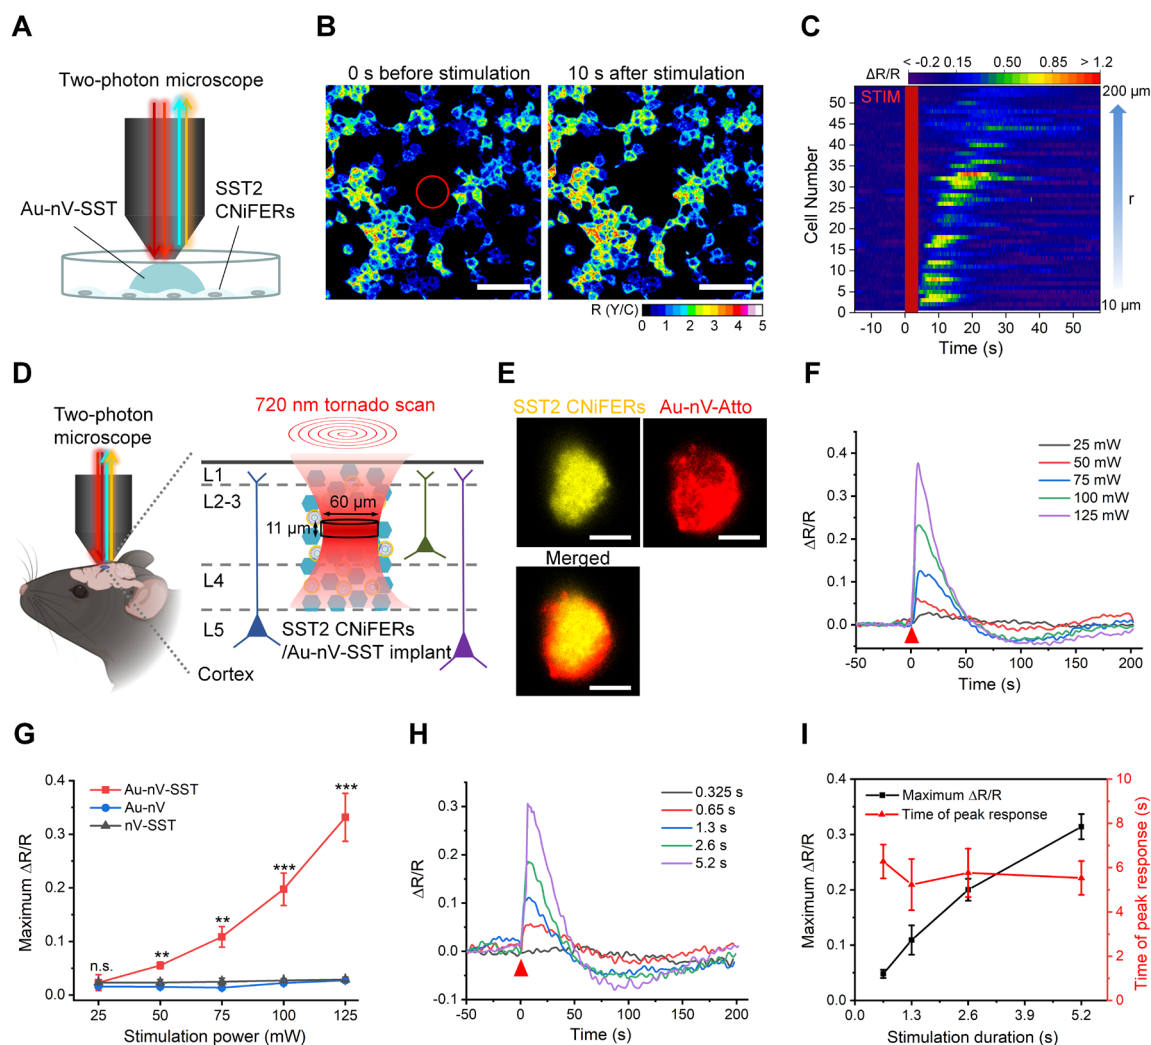 A
Two-photon microscope
Au-nV-SST
SST2
CNiFERs
B
0 s before stimulation
10 s after stimulation
R (Y/C)
0 1 2 3 4 5
C
ΔR/R
< -0.2 0.15 0.50 0.85 > 1.2
STIM
200 µm
r
10 µm
Cell Number
50
45
40
35
30
25
20
15
10
5
0
-10 0 10 20 30 40 50
Time (s)
D
Two-photon
microscope
Cortex
720 nm tornado scan
L1
L2-3
L4
L5
60 µm
11 µm
SST2 CNiFERs
/Au-nV-SST implant
E
SST2 CNiFERs
Au-nV-Atto
Merged
F
ΔR/R
0.4
0.3
0.2
0.1
0.0
-50 0 50 100 150 200
Time (s)
25 mW
50 mW
75 mW
100 mW
125 mW
G
Maximum ΔR/R
0.4
0.3
0.2
0.1
0.0
Au-nV-SST
Au-nV
nV-SST
n.s.
**
**
***
***
25 50 75 100 125
Stimulation power (mW)
H
ΔR/R
0.3
0.2
0.1
0.0
-0.1
-50 0 50 100 150 200
Time (s)
0.325 s
0.65 s
1.3 s
2.6 s
5.2 s
I
Maximum ΔR/R
0.4
0.3
0.2
0.1
0.0
Maximum ΔR/R
Time of peak response
10
8
6
4
2
0
Time of peak response (s)
0.0 1.3 2.6 3.9 5.2
Stimulation duration (s)